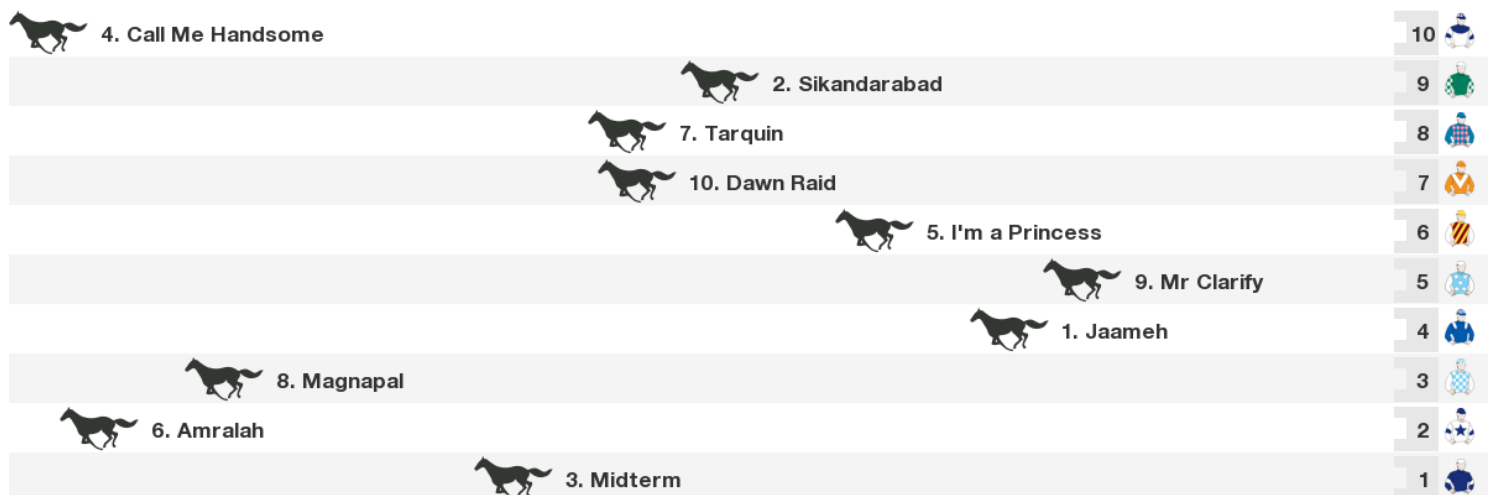 4. Call Me Handsome 10
2. Sikandarabad 9
7. Tarquin 8
10. Dawn Raid 7
5. I'm a Princess 6
9. Mr Clarify 5
1. Jaameh 4
8. Magnapal 3
6. Amralah 2
3. Midterm 1